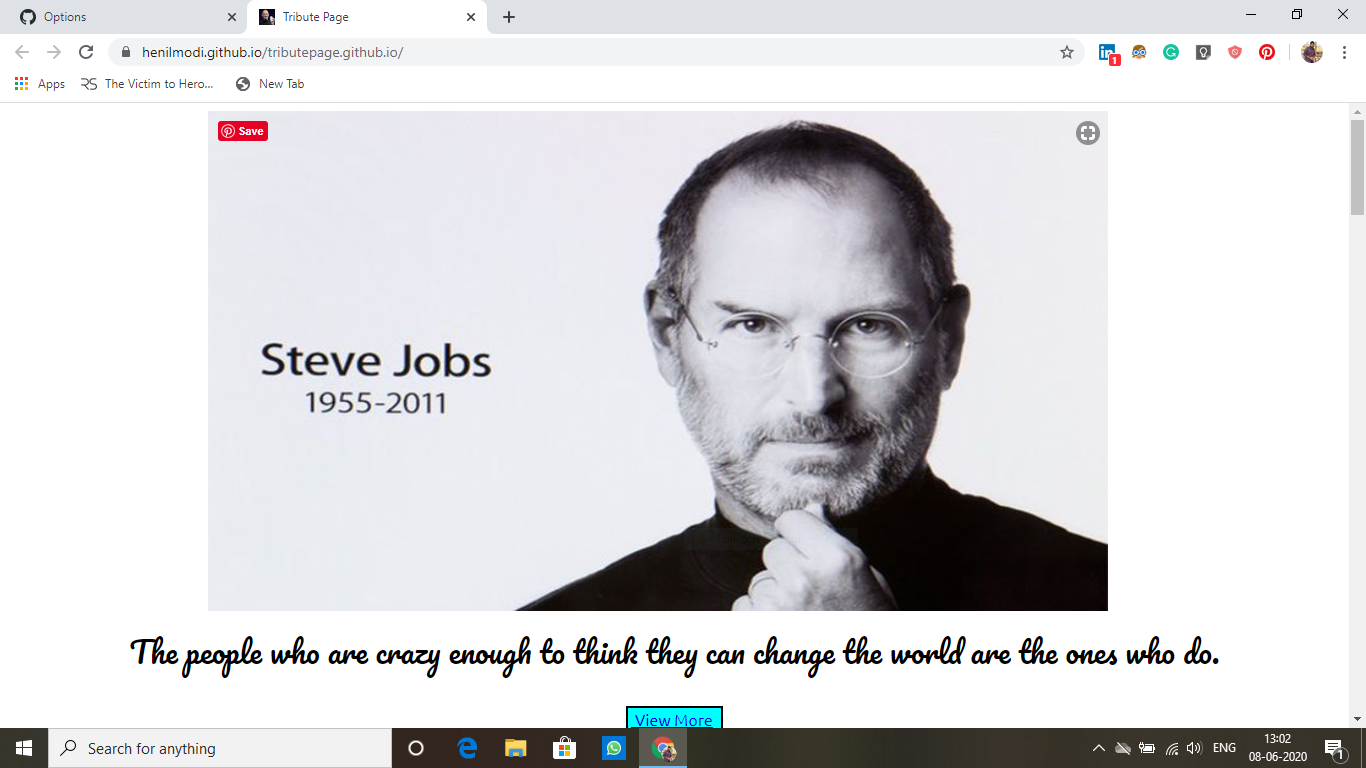 Options
Tribute Page
henilmodi.github.io/tributepage.github.io/
1
Apps
RS
The Victim to Hero...
New Tab
Save
Steve Jobs
1955-2011
The people who are crazy enough to think they can change the world are the ones who do.
View More
Search for anything
ENG
13:02
08-06-2020
1